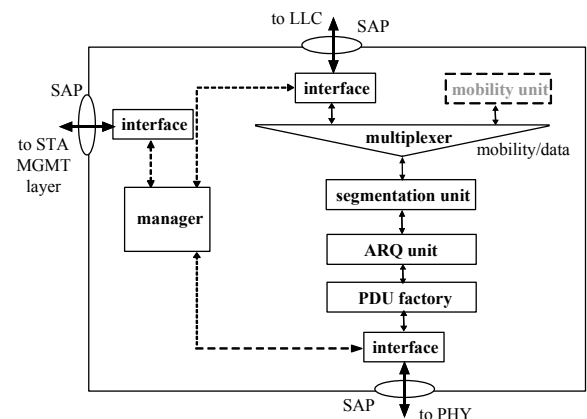 to LLC
SAP
interface
mobility unit
SAP
interface
multiplexer
mobility/data
to STA
MGMT
layer
segmentation unit
manager
ARQ unit
PDU factory
interface
SAP
to PHY